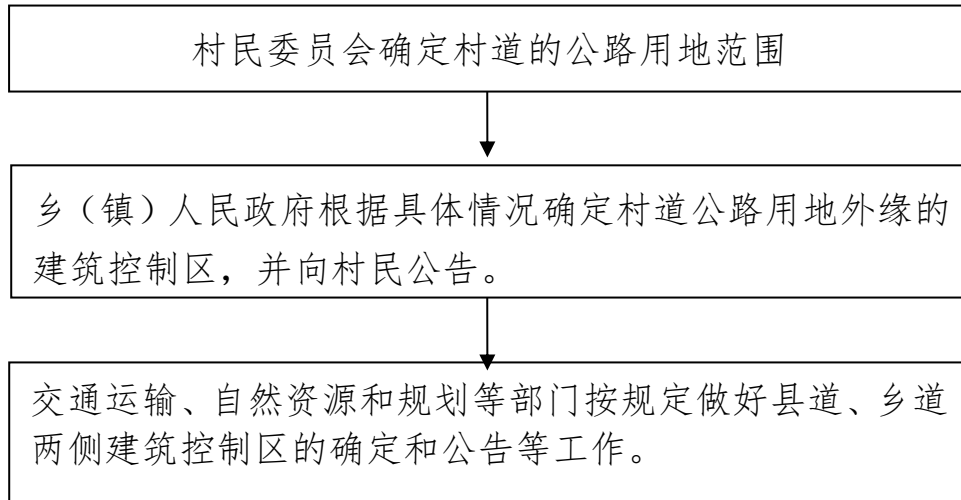 村民委员会确定村道的公路用地范围
乡（镇）人民政府根据具体情况确定村道公路用地外缘的
建筑控制区，并向村民公告。
交通运输、自然资源和规划等部门按规定做好县道、乡道
两侧建筑控制区的确定和公告等工作。